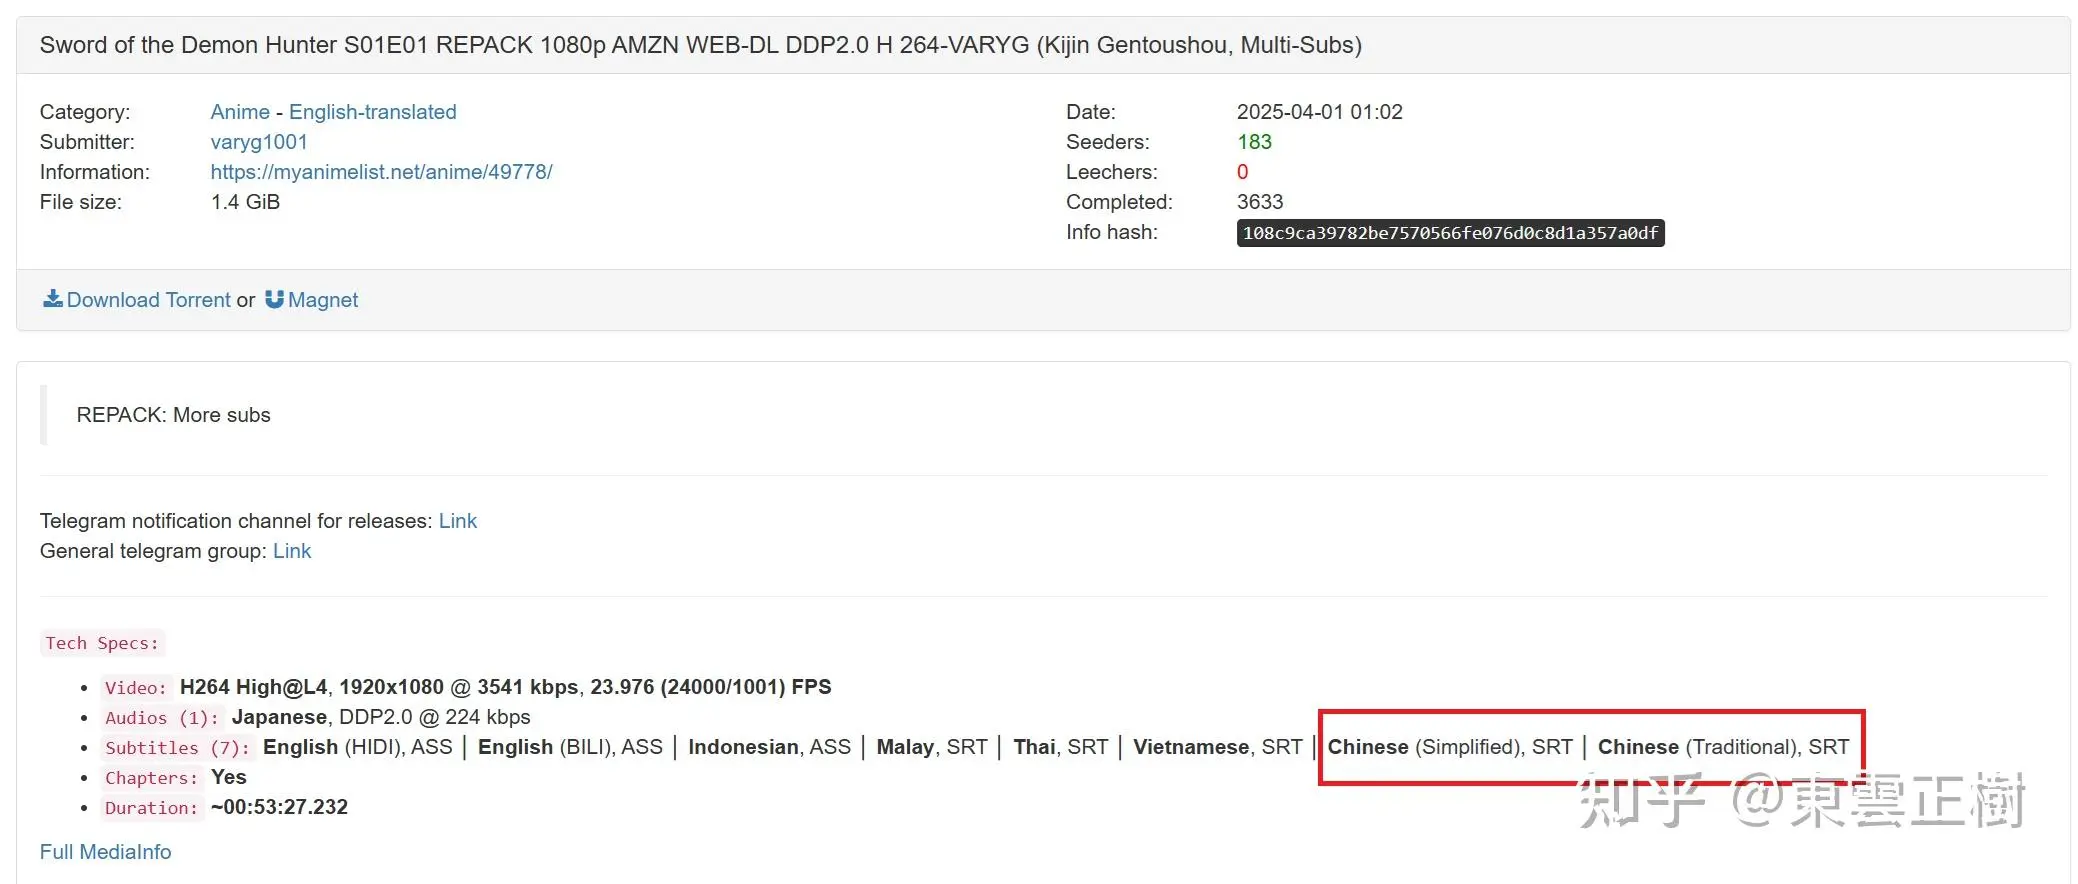 Sword of the Demon Hunter S01E01 REPACK 1080p AMZN WEB-DL DDP2.0 H 264-VARYG (Kijin Gentoushou, Multi-Subs)
Category: Anime - English-translated
Date: 2025-04-01 01:02
Submitter: varyg1001
Seeders: 183
Information: https://myanimelist.net/anime/49778/
Leechers: 0
File size: 1.4 GiB
Completed: 3633
Info hash: 108c9ca39782be7570566fe076d0c8d1a357a0df
Download Torrent or Magnet
REPACK: More subs
Telegram notification channel for releases: Link
General telegram group: Link
Tech Specs:
• Video: H264 High@L4, 1920x1080 @ 3541 kbps, 23.976 (24000/1001) FPS
• Audios (1): Japanese, DDP2.0 @ 224 kbps
• Subtitles (7): English (HIDI), ASS | English (BILI), ASS | Indonesian, ASS | Malay, SRT | Thai, SRT | Vietnamese, SRT | Chinese (Simplified), SRT | Chinese (Traditional), SRT
• Chapters: Yes
• Duration: ~00:53:27.232
知乎 @東雲正樹
Full MediaInfo